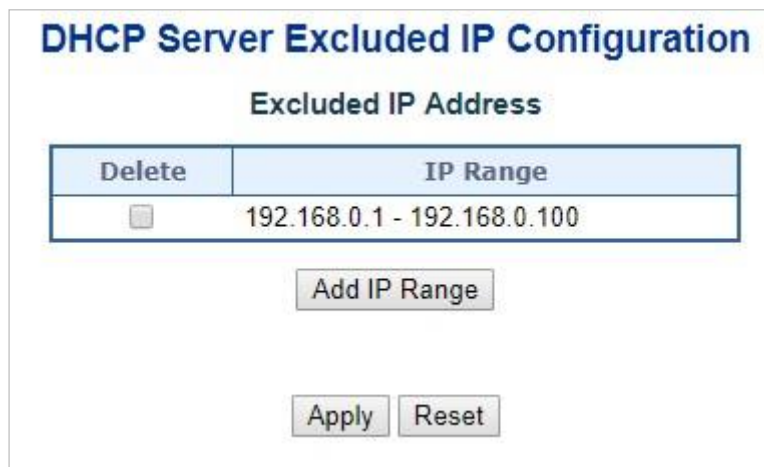 DHCP Server Excluded IP Configuration
Excluded IP Address
Delete IP Range
192.168.0.1 - 192.168.0.100
Add IP Range
Apply Reset